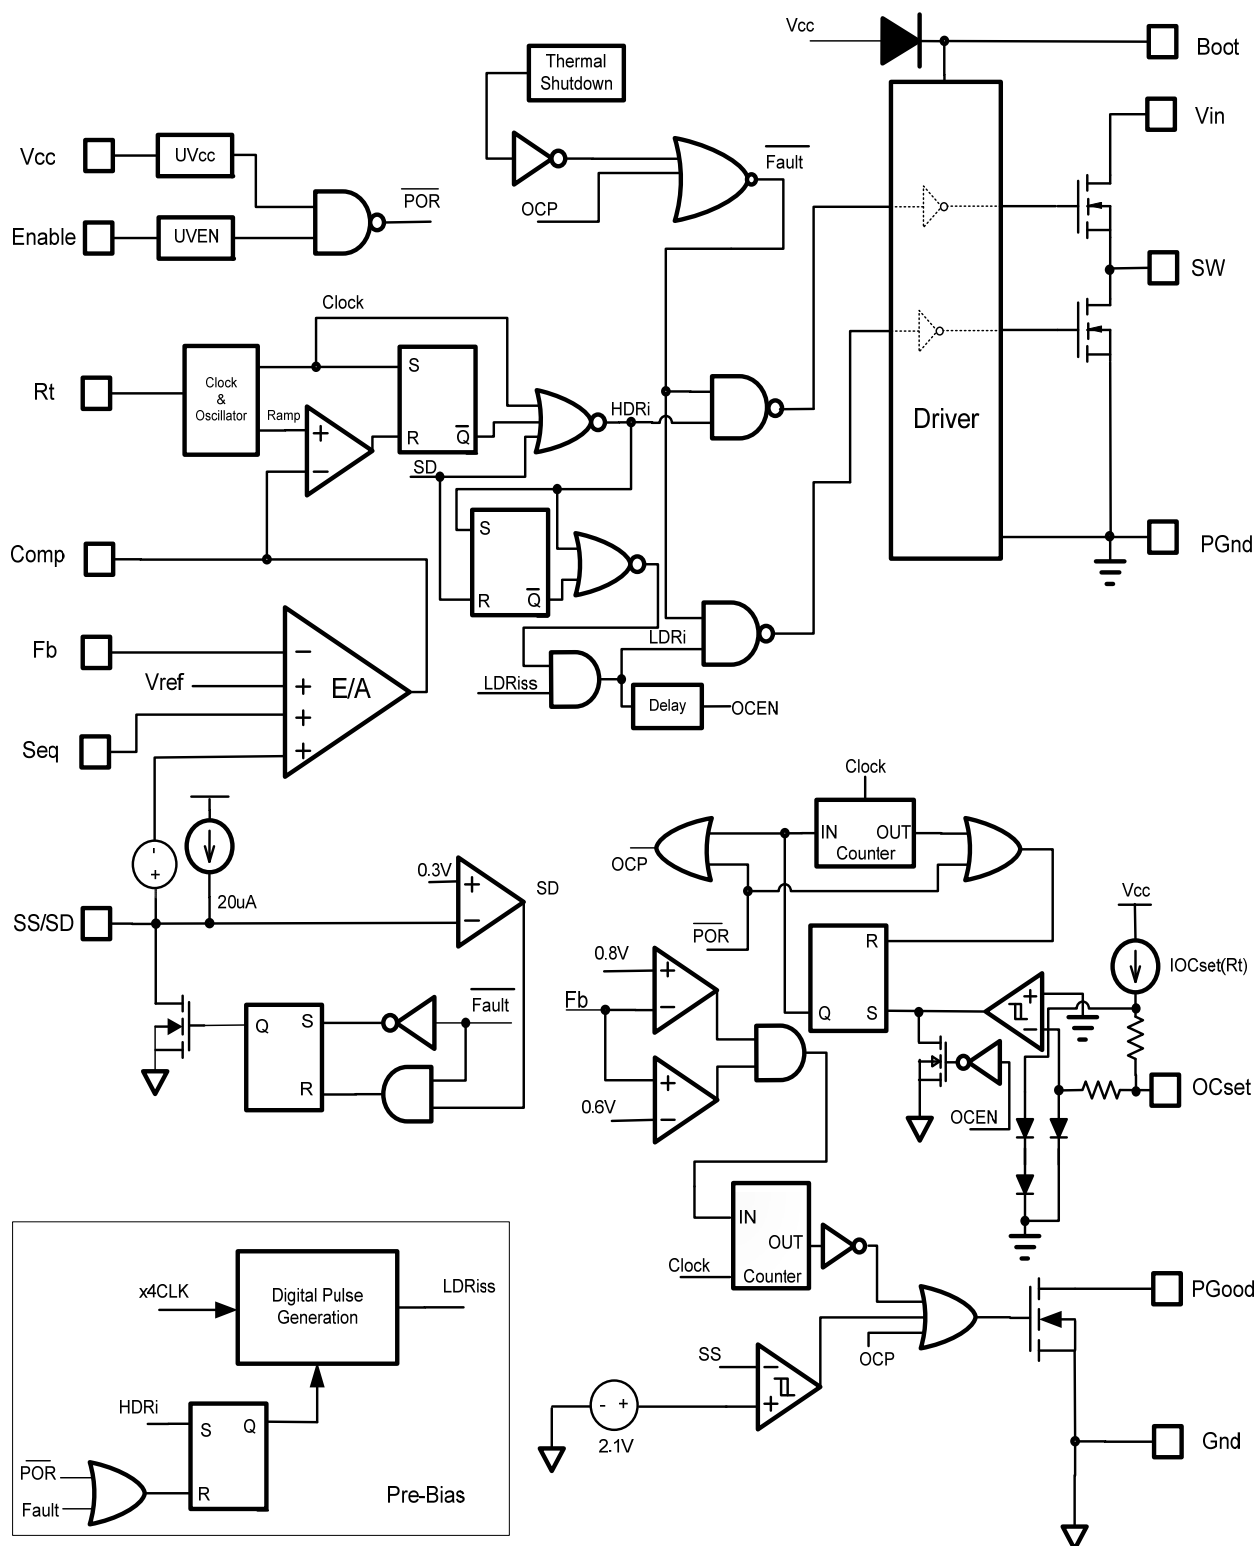 Vcc
Boot
Thermal
Shutdown
Vin
Vcc
UVcc
Fault
POR
OCP
Enable
UVEN
SW
Clock
Rt
Clock
&
Oscillator
Ramp
+
−
S
R
Q
HDRi
SD
Driver
S
R
Q
Comp
PGnd
Fb
−
Vref
+
E/A
+
+
Seq
LDRi
LDRiss
Delay
OCEN
Clock
IN
OUT
Counter
OCP
-
+
20uA
0.3V
+
−
SD
SS/SD
POR
Vcc
IOCset(Rt)
R
Q
S
+
−
0.8V
+
−
Fb
+
−
0.6V
Fault
Q
S
R
OCset
OCEN
IN
OUT
Counter
Clock
PGood
OCP
SS
−
+
-
+
2.1V
Gnd
x4CLK
Digital Pulse
Generation
LDRiss
HDRi
S
Q
R
POR
Fault
Pre-Bias